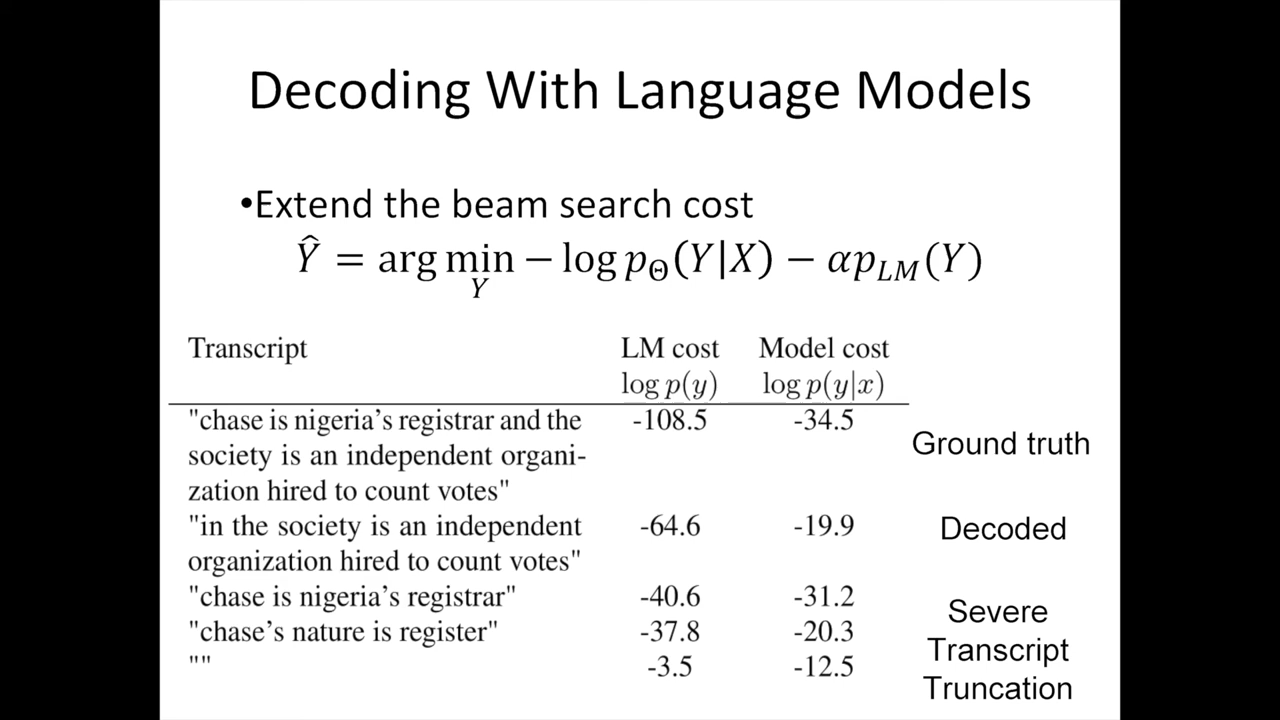 Decoding With Language Models
•Extend the beam search cost
Ŷ = arg min − log p_Θ(Y|X) − αp_LM(Y)
Y
Transcript LM cost Model cost
log p(y) log p(y|x)
"chase is nigeria's registrar and the -108.5 -34.5
society is an independent organi- Ground truth
zation hired to count votes"
"in the society is an independent -64.6 -19.9 Decoded
organization hired to count votes"
"chase is nigeria's registrar" -40.6 -31.2 Severe
"chase's nature is register" -37.8 -20.3 Transcript
"" -3.5 -12.5 Truncation